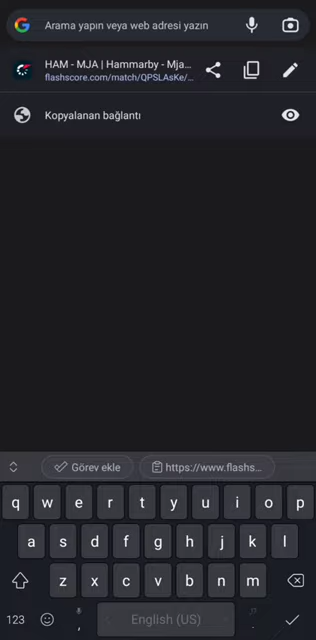 Arama yapın veya web adresi yazın
HAM - MJA | Hammarby - Mja...
flashscore.com/match/QPSLAsKe/...
Kopyalanan bağlantı
Görev ekle
https://www.flashs...
q w e r t y u i o p
a s d f g h j k l
z x c v b n m
123 , English (US) .